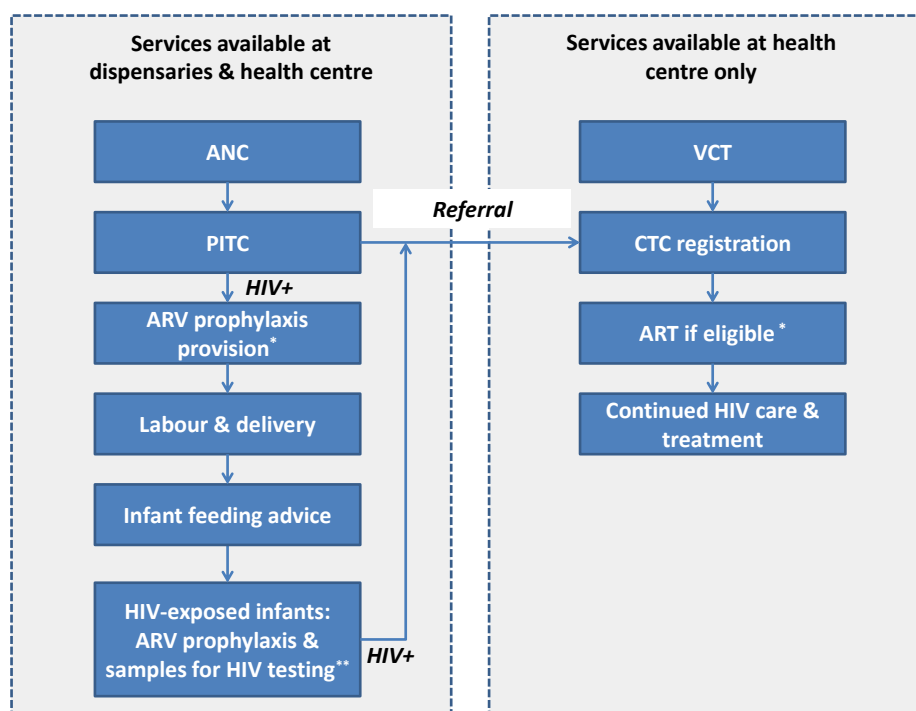 Services available at
dispensaries & health centre
ANC
PITC
HIV+
ARV prophylaxis
provision*
Labour & delivery
Infant feeding advice
HIV-exposed infants:
ARV prophylaxis &
samples for HIV testing**
HIV+
Referral
Services available at health
centre only
VCT
CTC registration
ART if eligible*
Continued HIV care &
treatment